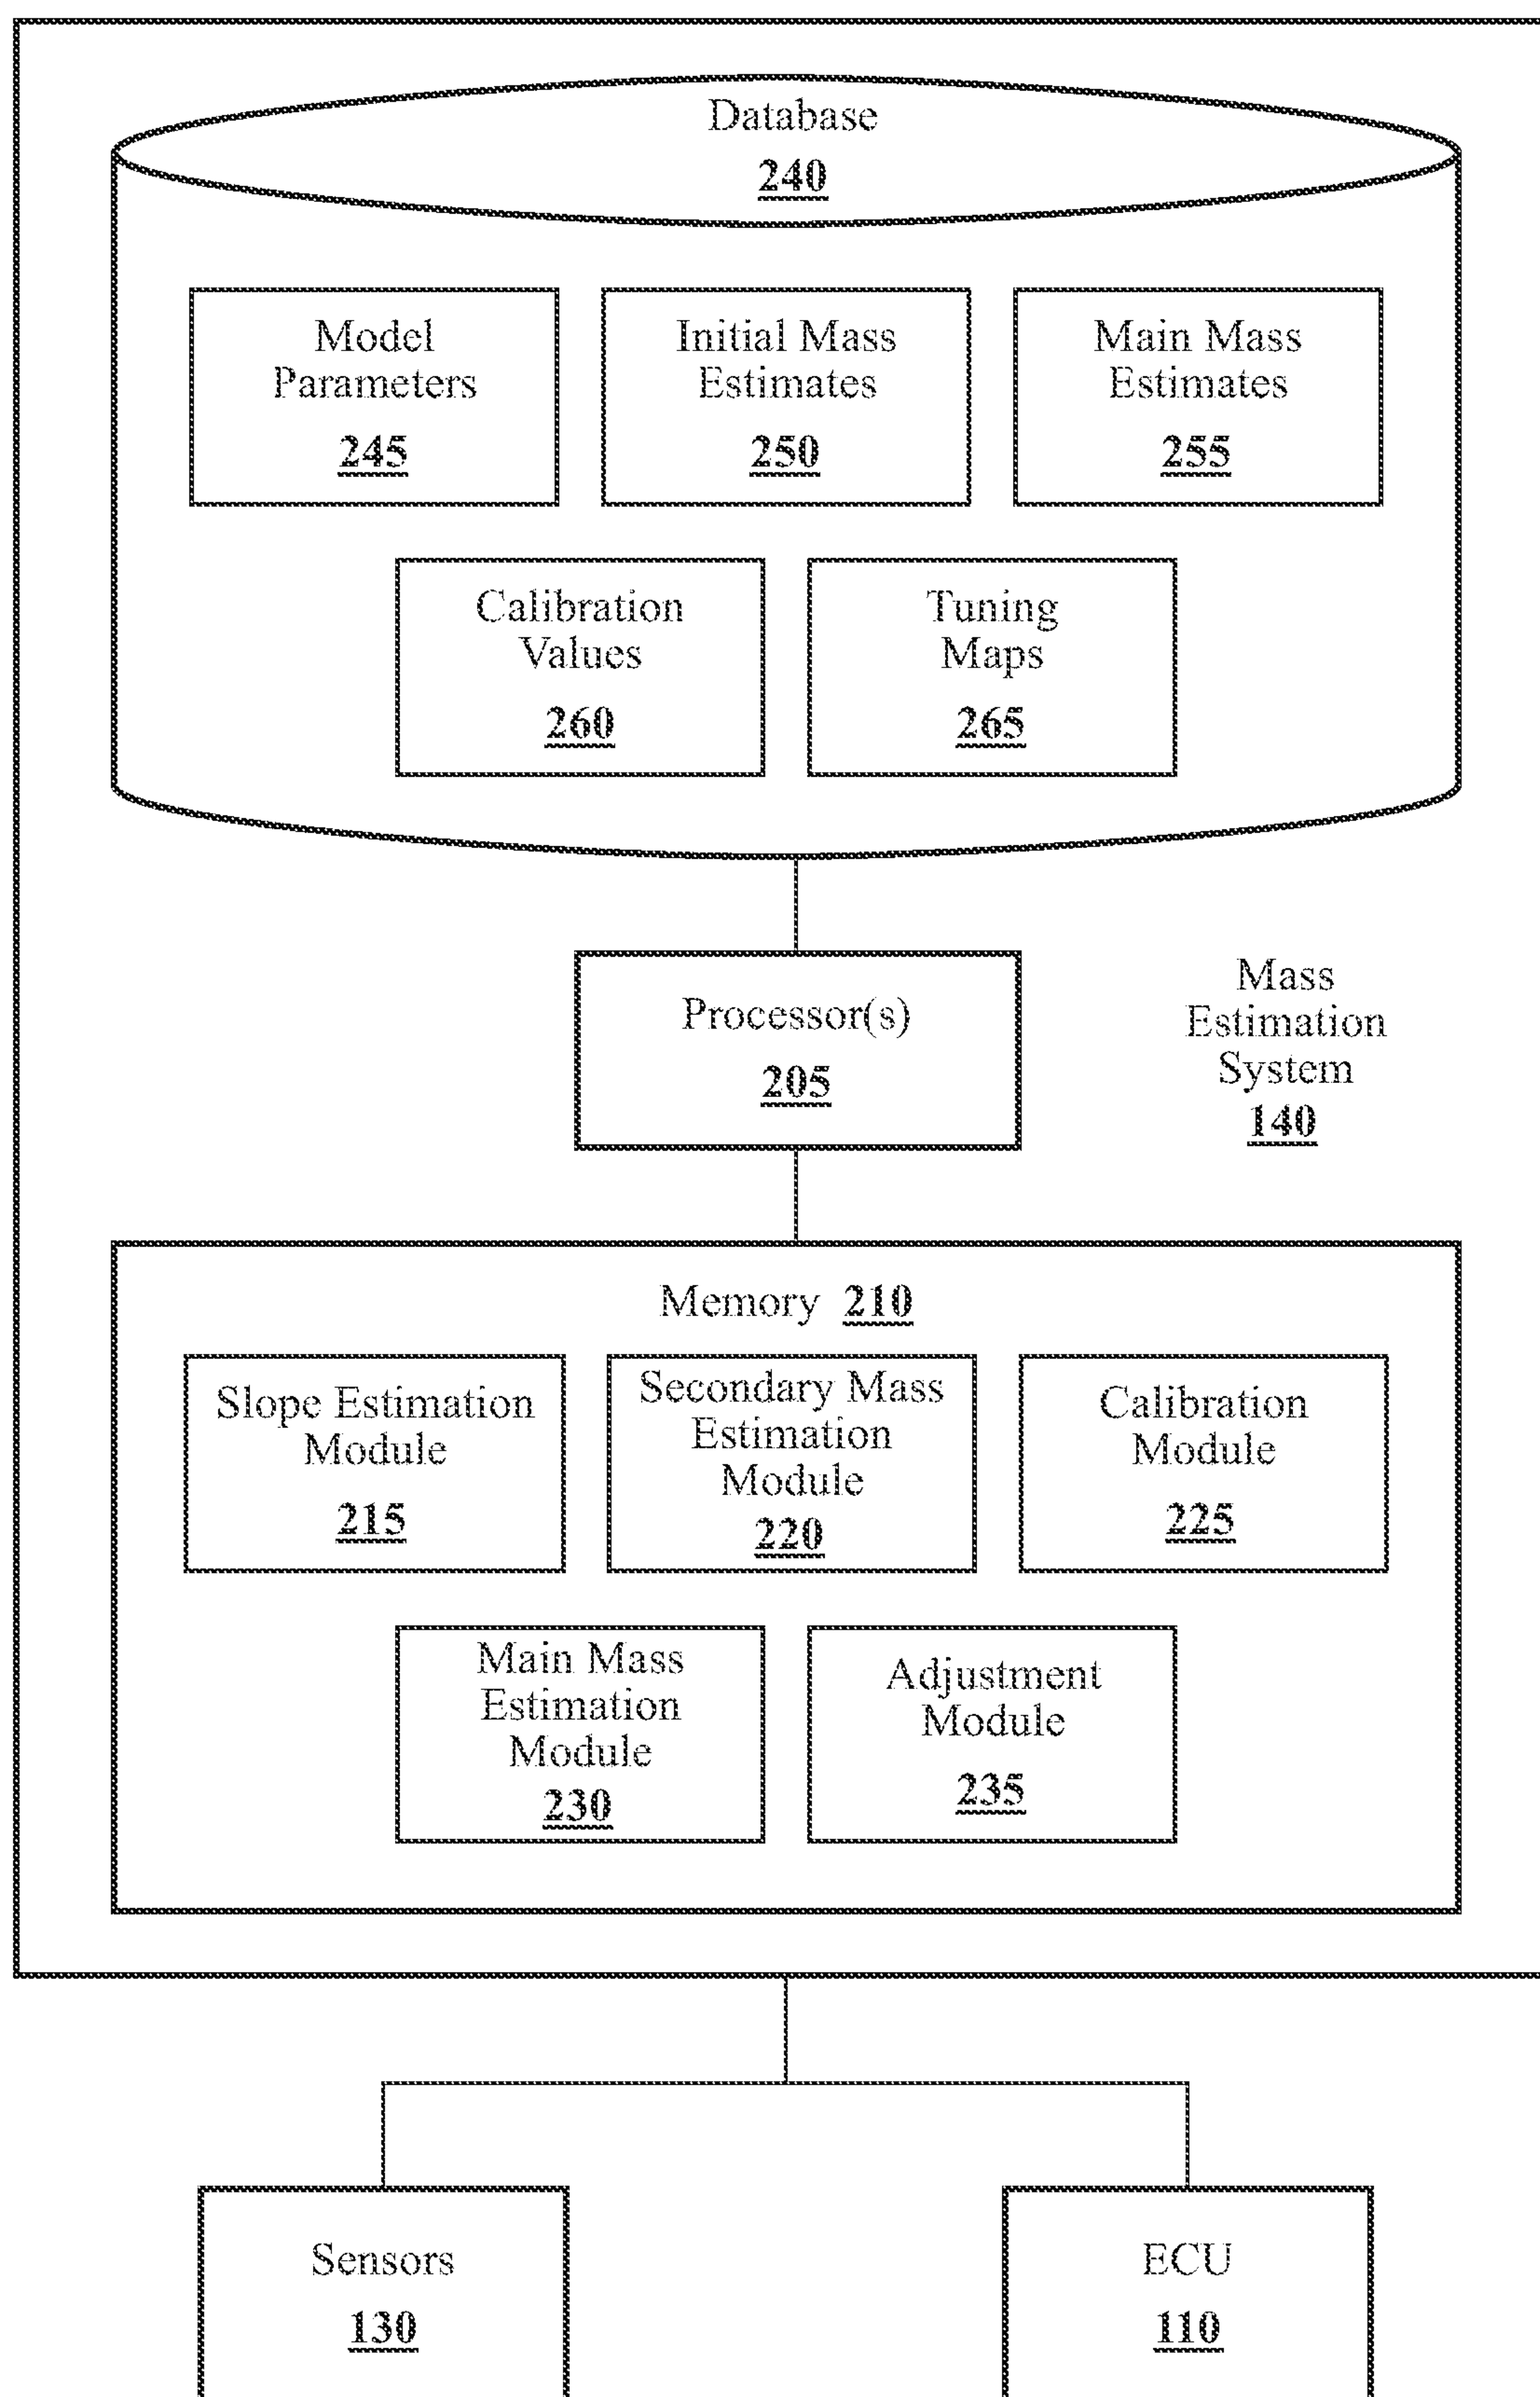 Database
240
Model
Parameters
245
Initial Mass
Estimates
250
Main Mass
Estimates
255
Calibration
Values
260
Tuning
Maps
265
Processor(s)
205
Mass
Estimation
System
140
Memory 210
Slope Estimation
Module
215
Secondary Mass
Estimation
Module
220
Calibration
Module
225
Main Mass
Estimation
Module
230
Adjustment
Module
235
Sensors
130
ECU
110